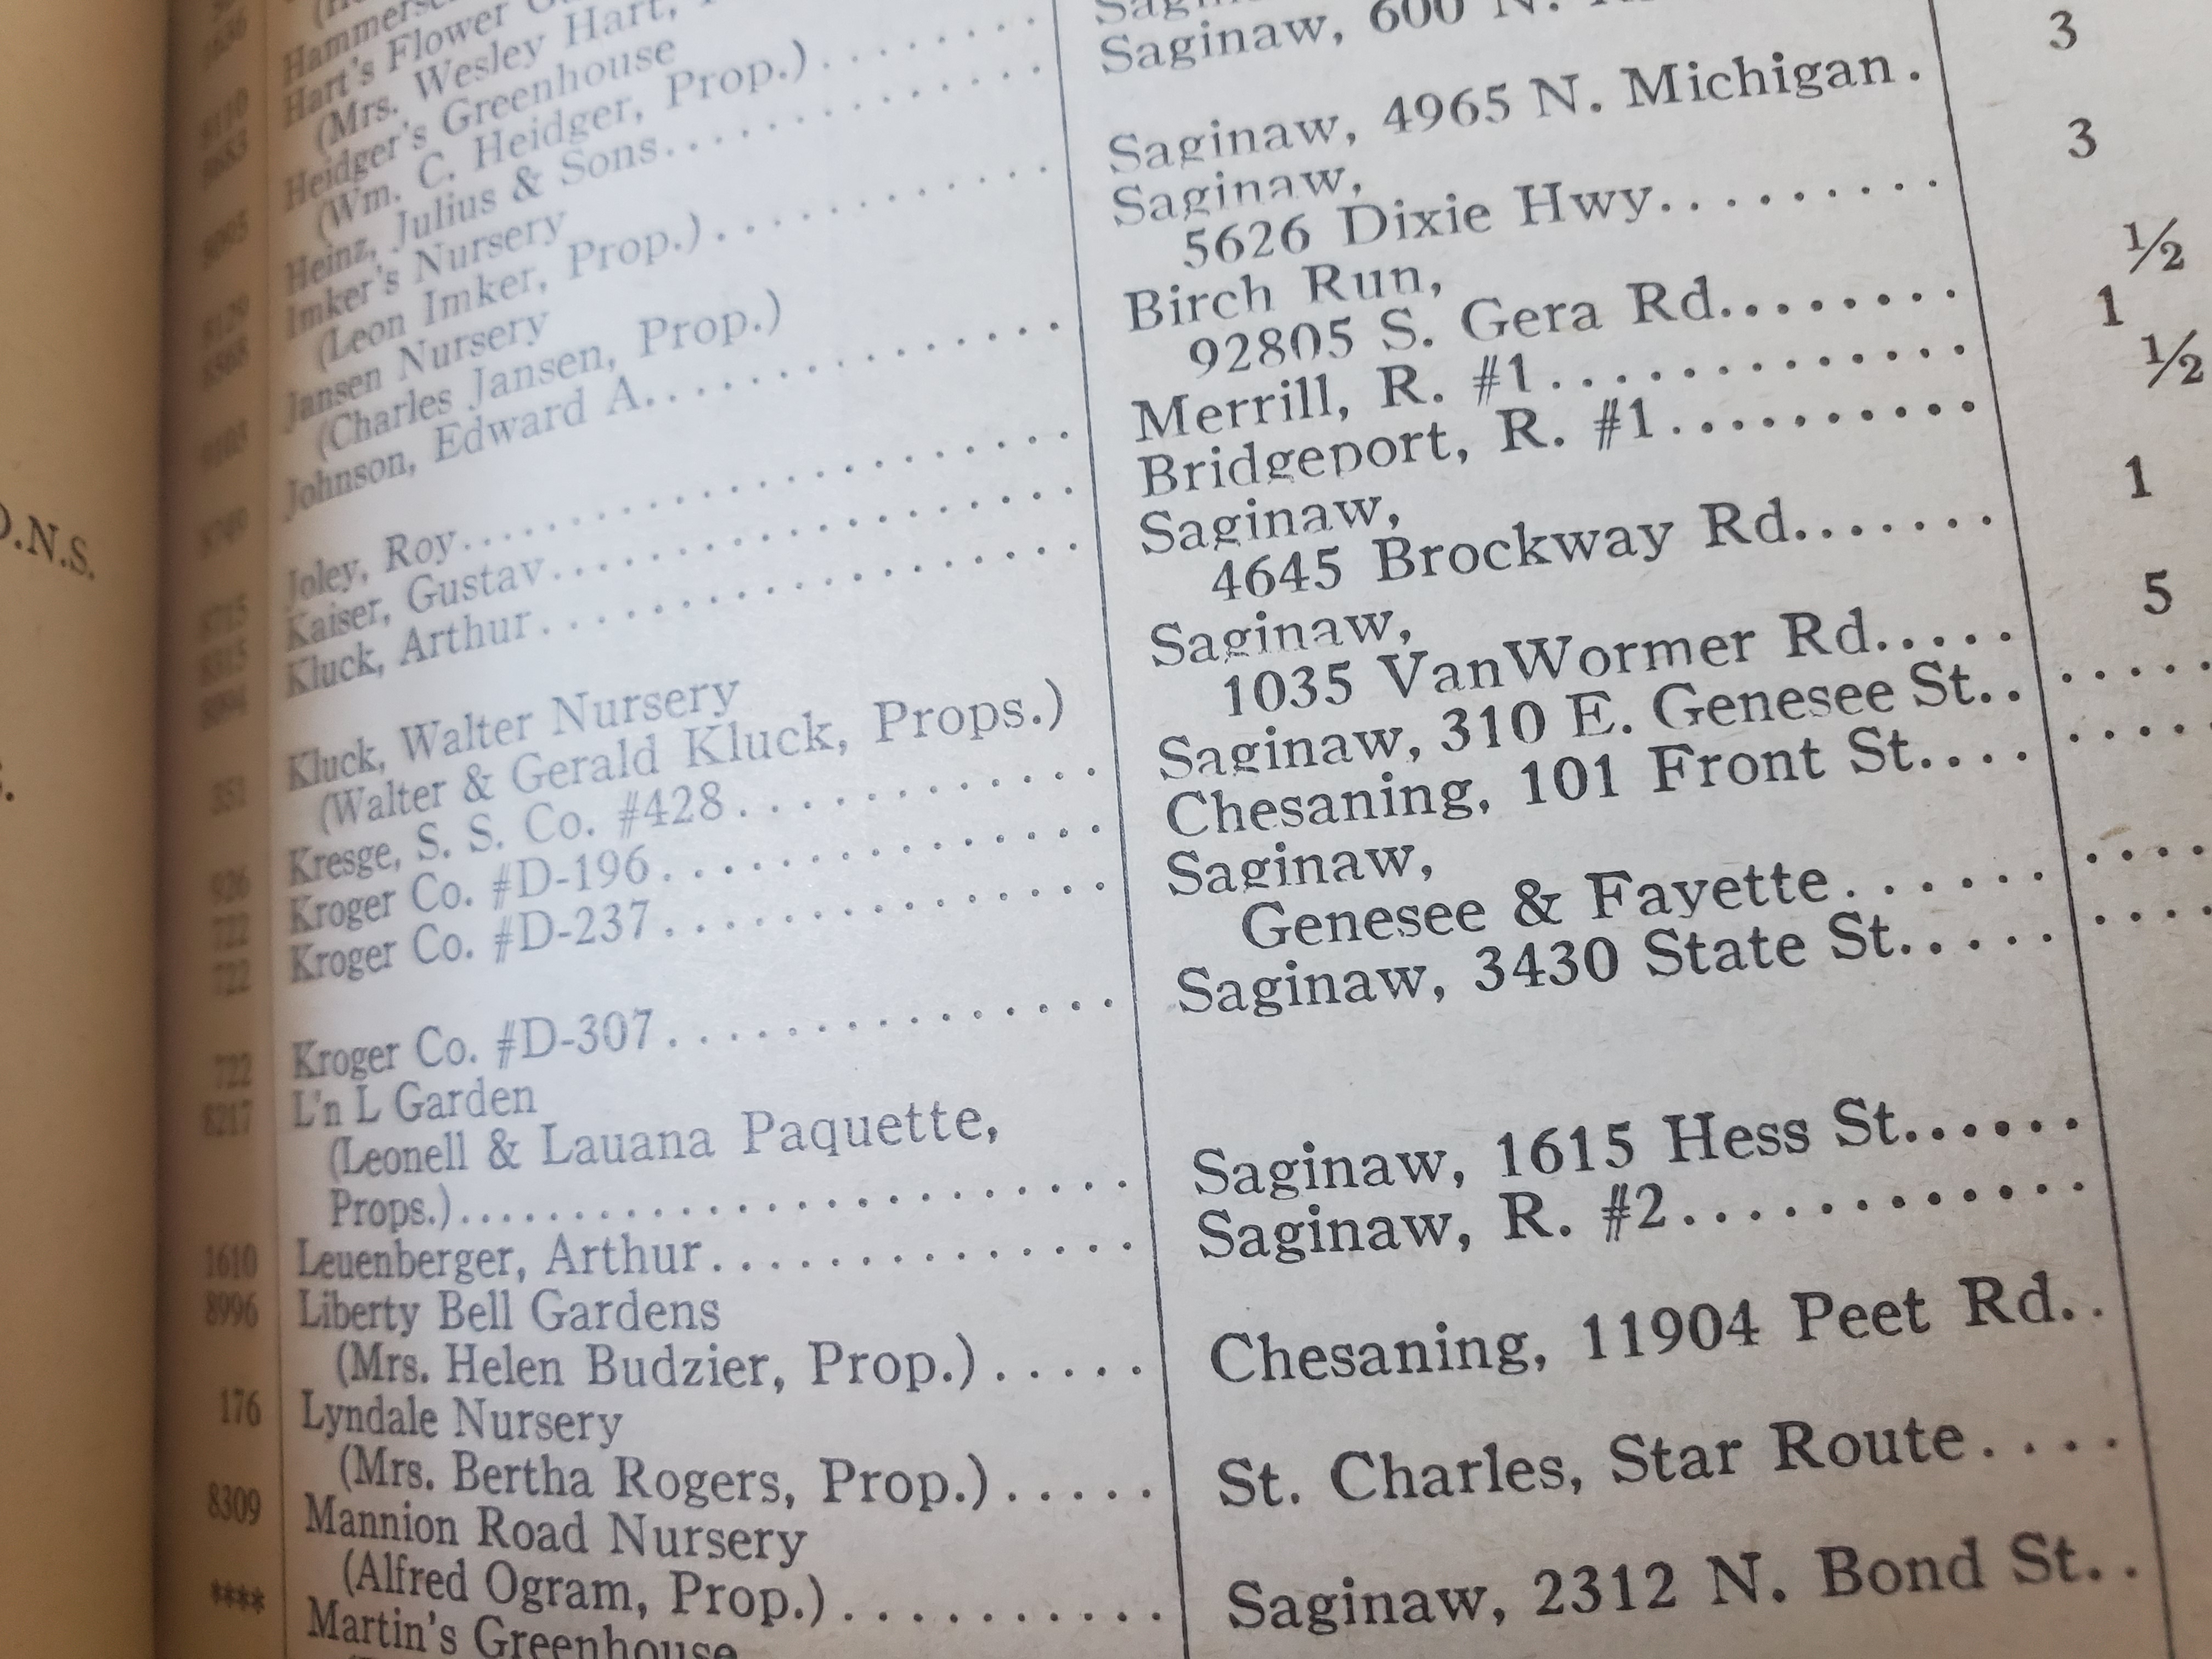 Hart's Flower
(Mrs. Wesley Hart,
Heidger's Greenhouse
(Wm. C. Heidger, Prop.)........
Heinz, Julius & Sons..............
Imker's Nursery
(Leon Imker, Prop.)............
Jansen Nursery
(Charles Jansen, Prop.)
Johnson, Edward A...............
Joley, Roy......................
Kaiser, Gustav....................
Kluck, Arthur....................
Kluck, Walter Nursery
(Walter & Gerald Kluck, Props.)
351 Kresge, S. S. Co. #428............
926 Kroger Co. #D-196................
722 Kroger Co. #D-237................
722 Kroger Co. #D-307................
8217 L'n L Garden
(Leonell & Lauana Paquette,
Props.)........................
1610 Leuenberger, Arthur..............
8996 Liberty Bell Gardens
(Mrs. Helen Budzier, Prop.).....
176 Lyndale Nursery
(Mrs. Bertha Rogers, Prop.).....
8309 Mannion Road Nursery
(Alfred Ogram, Prop.)..........
**** Martin's Greenhouse
Saginaw, 600 N.
Saginaw, 4965 N. Michigan.
Saginaw,
5626 Dixie Hwy.........
Birch Run,
92805 S. Gera Rd........
Merrill, R. #1.............
Bridgeport, R. #1..........
Saginaw,
4645 Brockway Rd.......
Saginaw,
1035 VanWormer Rd.....
Saginaw, 310 E. Genesee St..
Chesaning, 101 Front St....
Saginaw,
Genesee & Fayette.......
Saginaw, 3430 State St.....
Saginaw, 1615 Hess St......
Saginaw, R. #2............
Chesaning, 11904 Peet Rd..
St. Charles, Star Route....
Saginaw, 2312 N. Bond St..
3
3
½
1
½
1
5
.N.S.